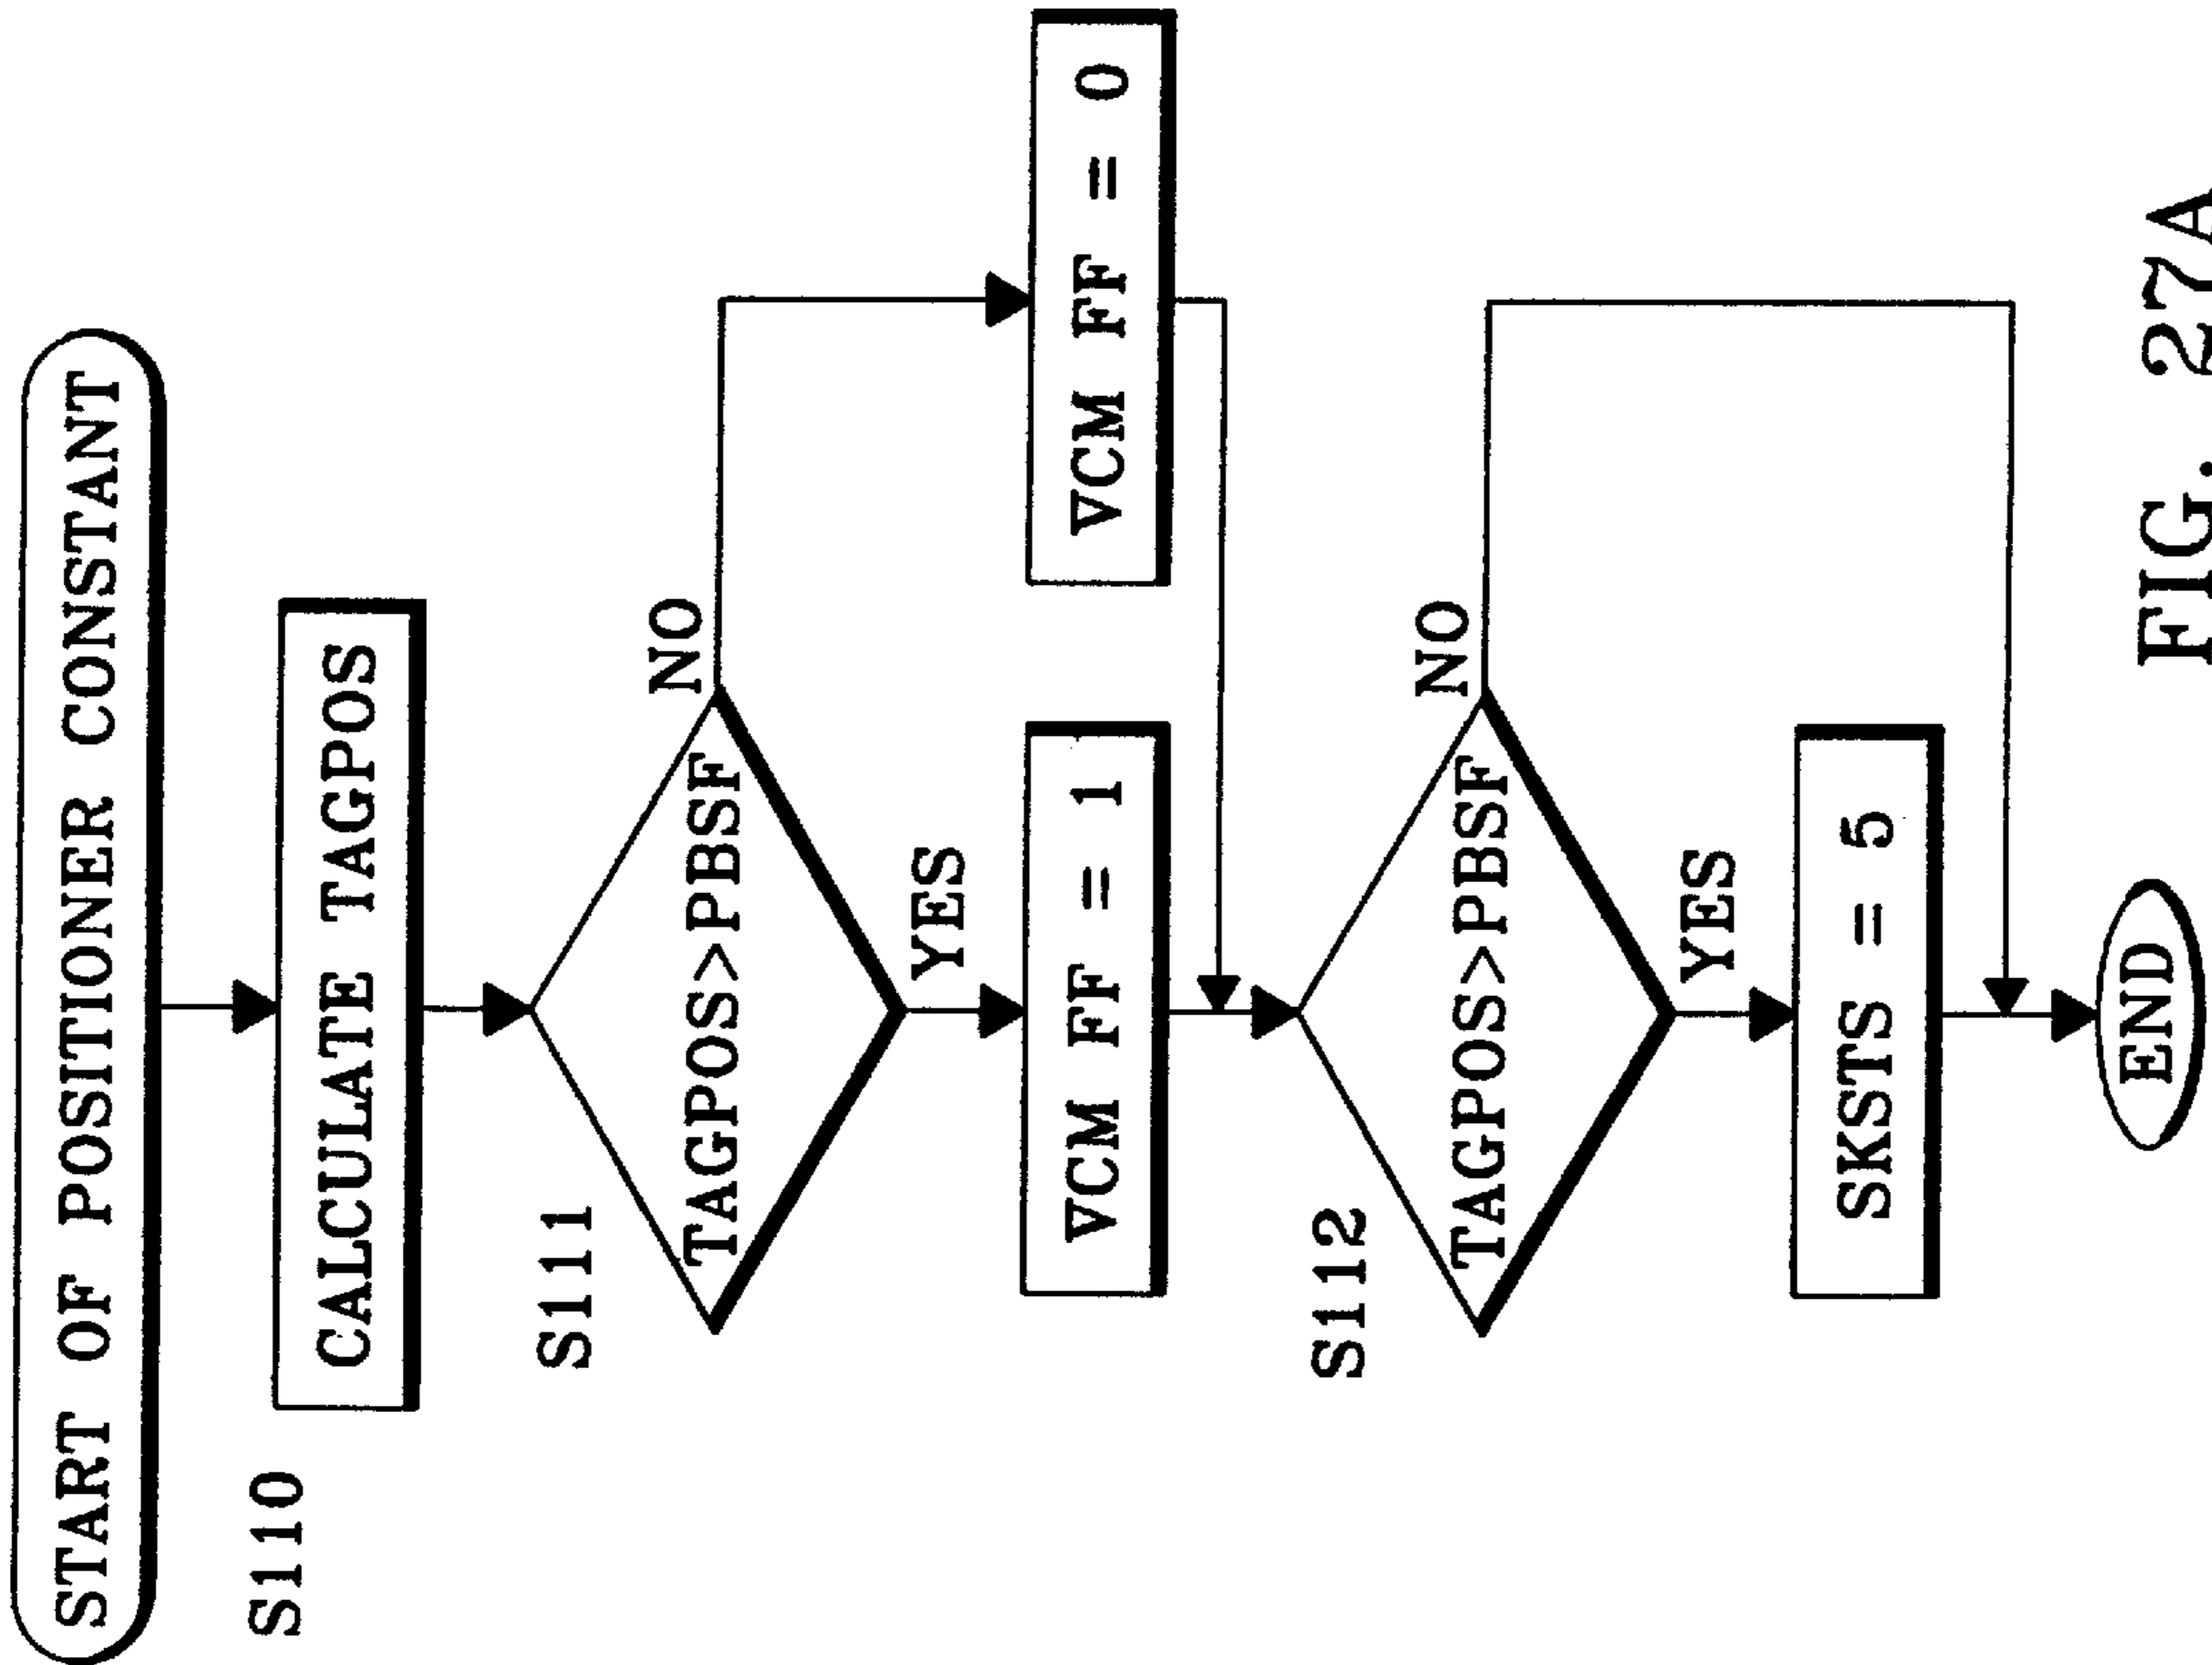 START OF POSITIONER CONSTANT
S110
CALCULATE TAGPOS
S111
TAGPOS>PBSF
NO
YES
VCM FF = 1
VCM FF = 0
S112
TAGPOS>PBSF
NO
YES
SKSTS = 5
END
FIG. 27A